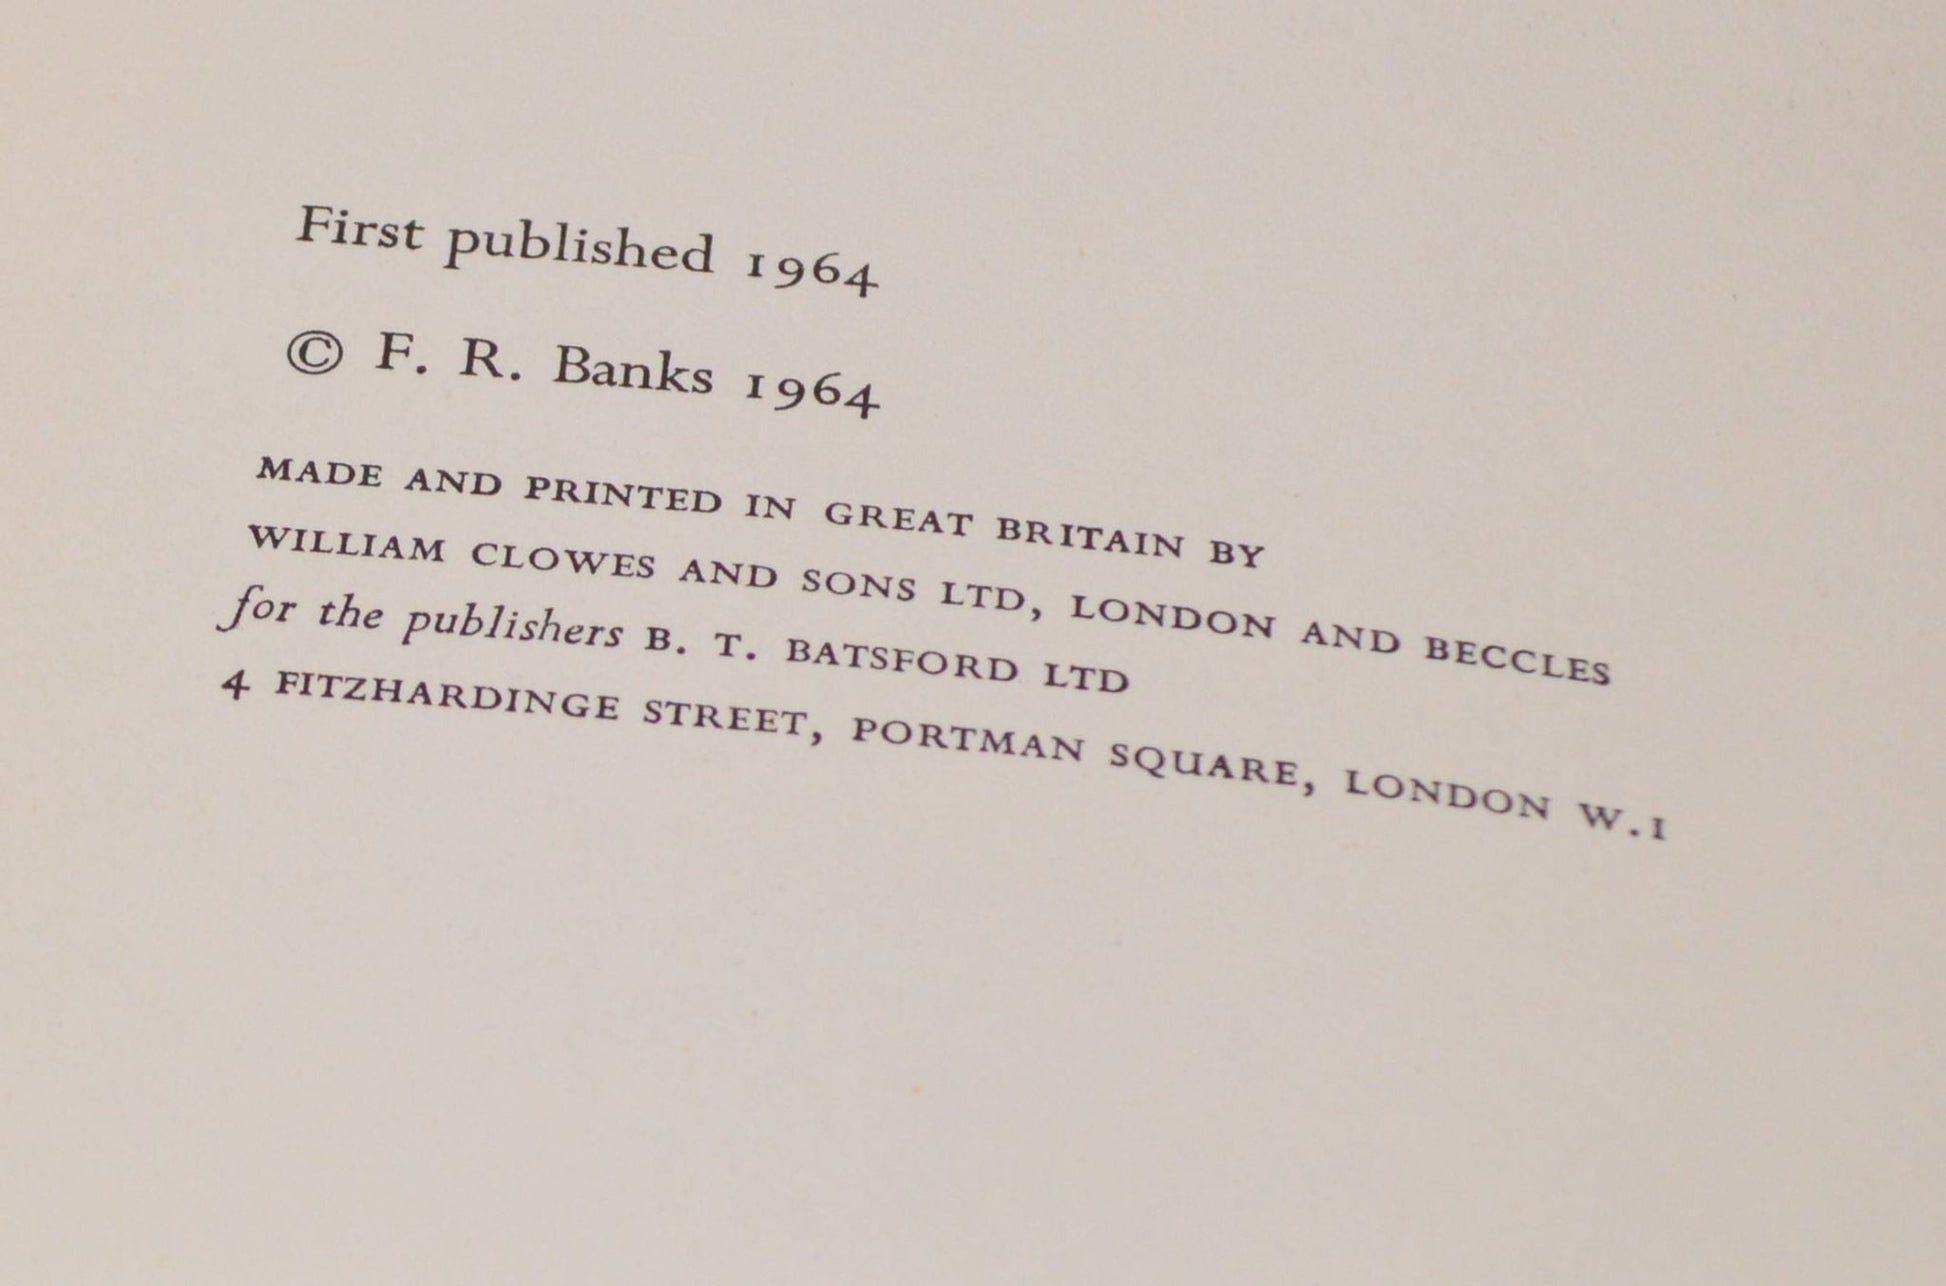 First published 1964
© F. R. Banks 1964
MADE AND PRINTED IN GREAT BRITAIN BY
WILLIAM CLOWES AND SONS LTD, LONDON AND BECCLES
for the publishers B. T. BATSFORD LTD
4 FITZHARDINGE STREET, PORTMAN SQUARE, LONDON W.1